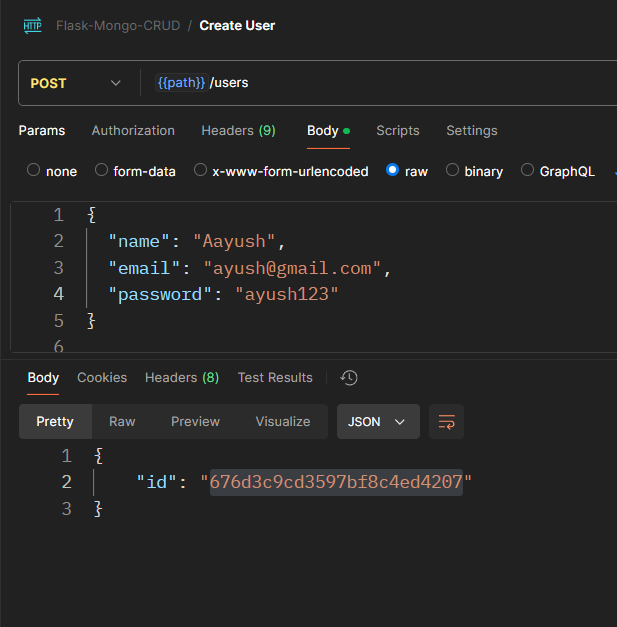 HTTP Flask-Mongo-CRUD / Create User
POST {{path}} /users
Params Authorization Headers (9) Body Scripts Settings
none form-data x-www-form-urlencoded raw binary GraphQL
1 {
2 "name": "Aayush",
3 "email": "ayush@gmail.com",
4 "password": "ayush123"
5 }
6
Body Cookies Headers (8) Test Results
Pretty Raw Preview Visualize JSON
1 {
2 "id": "676d3c9cd3597bf8c4ed4207"
3 }